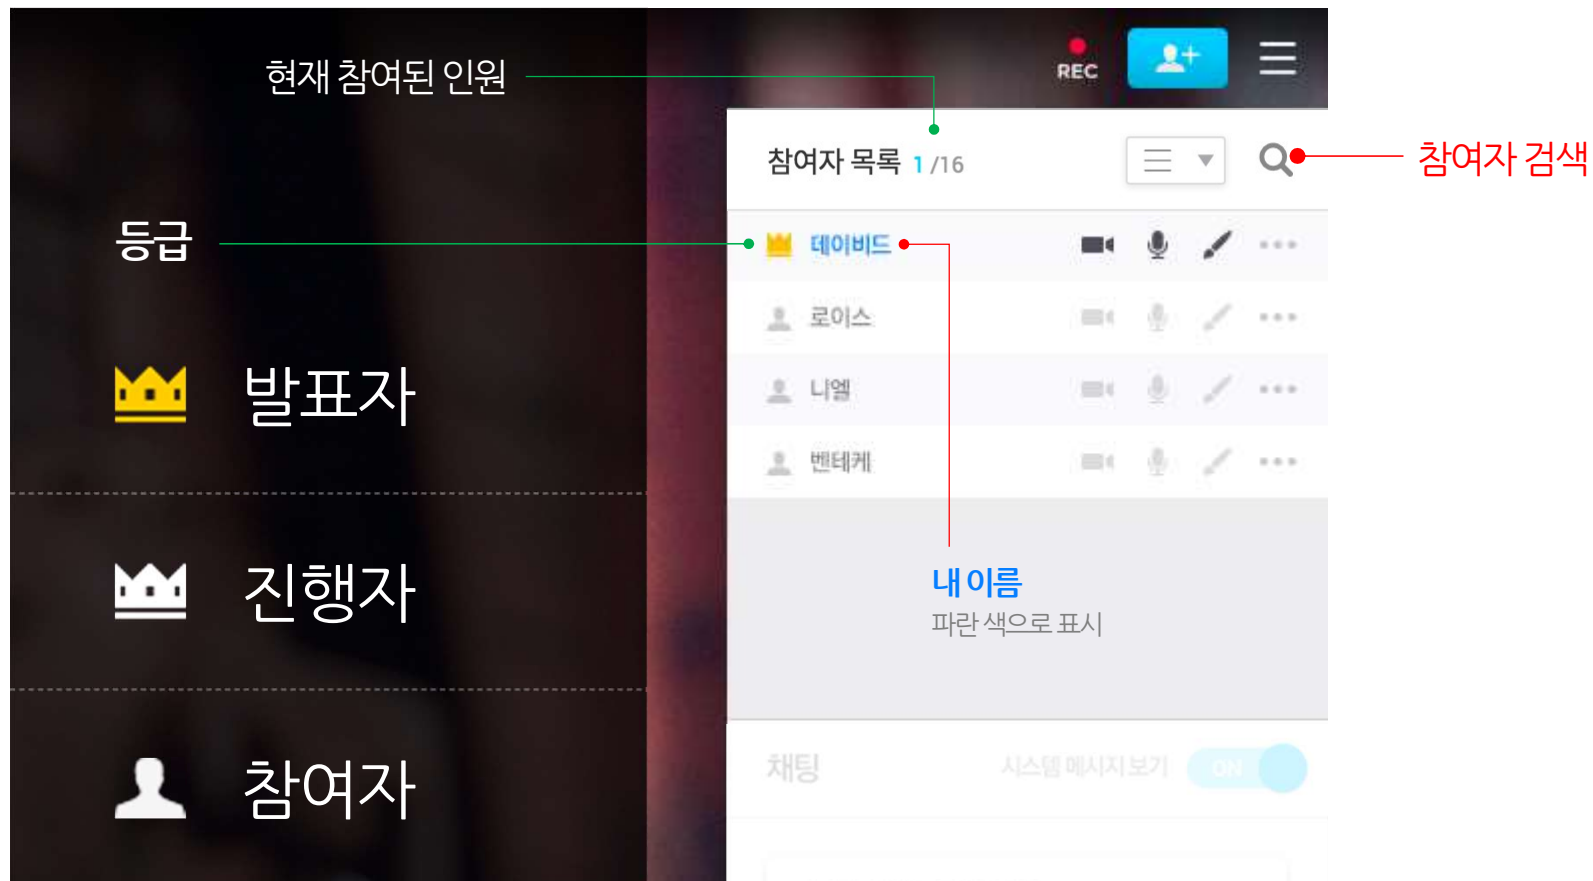 현재 참여된 인원
REC
참여자 목록 1 /16
참여자 검색
등급
데이비드
로이스
발표자
니엘
벤테케
진행자
내 이름
파란 색으로 표시
참여자
채팅
시스템 메시지 보기 ON